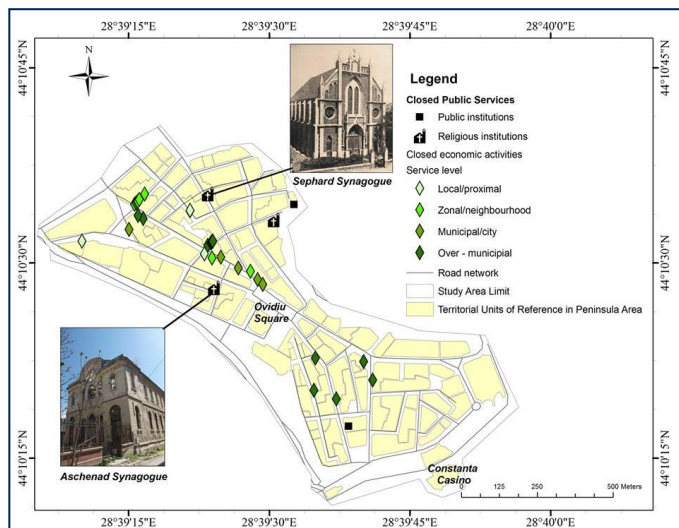 28°39'15"E
28°39'30"E
28°39'45"E
28°40'0"E
44°10'45"N
44°10'45"N
N
Sephard Synagogue
Legend
Closed Public Services
Public institutions
Religious institutions
Closed economic activities
Service level
Local/proximal
Zonal/neighbourhood
Municipal/city
Over - municipial
Road network
Study Area Limit
Territorial Units of Reference in Peninsula Area
44°10'30"N
44°10'30"N
Ovidiu
Square
Aschenad Synagogue
44°10'15"N
44°10'15"N
Constanta
Casino
0
125
250
500 Meters
28°39'15"E
28°39'30"E
28°39'45"E
28°40'0"E